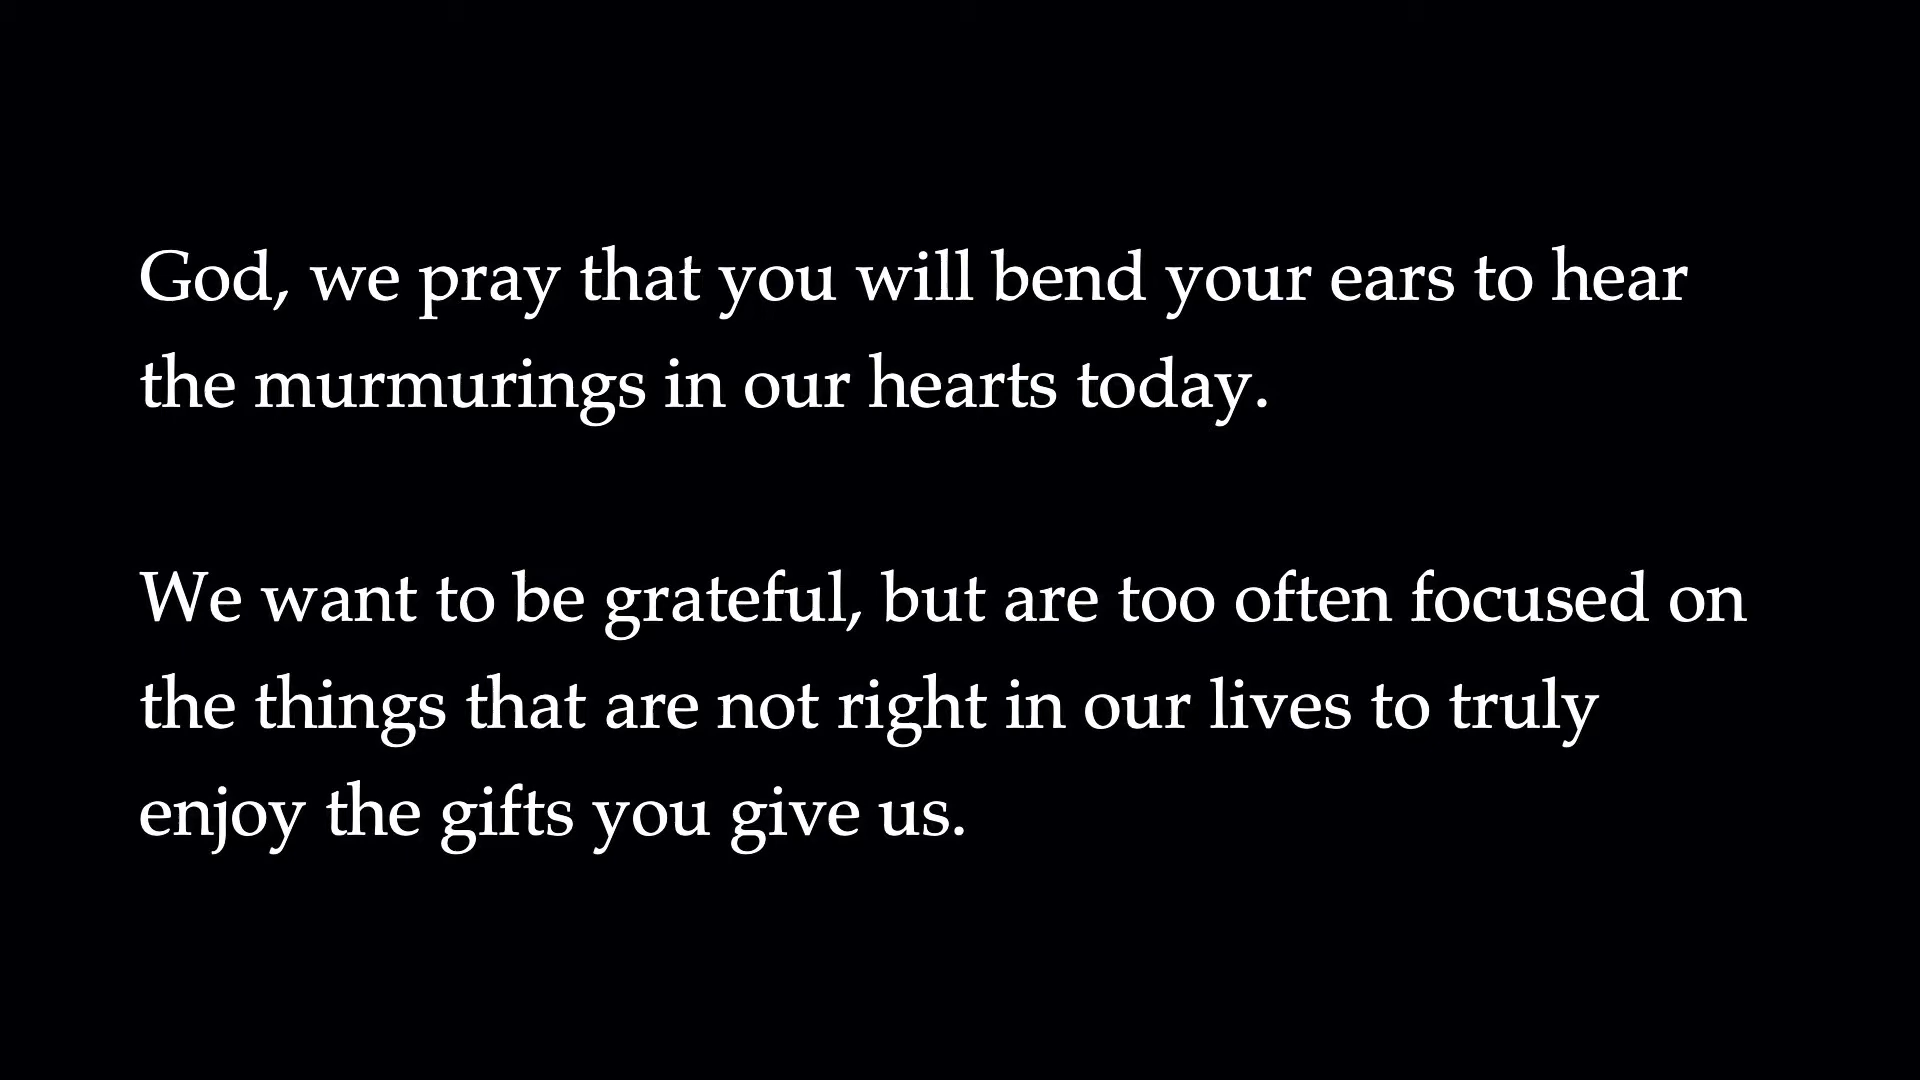 God, we pray that you will bend your ears to hear
the murmurings in our hearts today.
We want to be grateful, but are too often focused on
the things that are not right in our lives to truly
enjoy the gifts you give us.